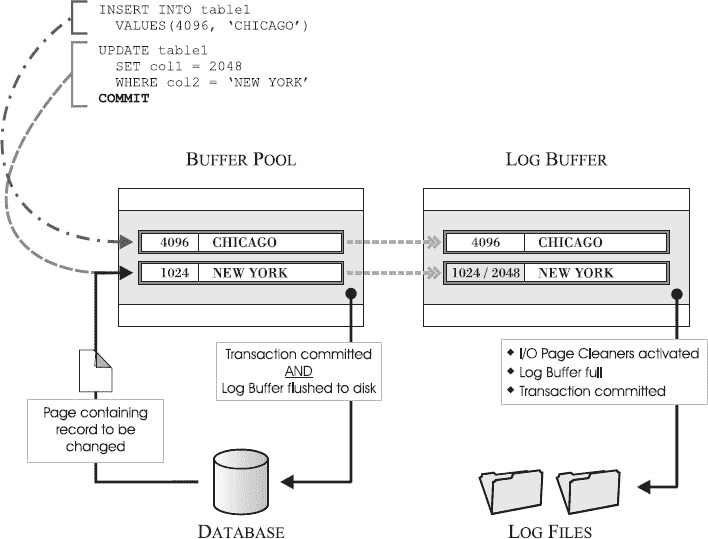 INSERT INTO table1
VALUES(4096, ‘CHICAGO’)
UPDATE table1
SET col1 = 2048
WHERE col2 = ‘NEW YORK’
COMMIT
BUFFER POOL
LOG BUFFER
4096 CHICAGO
4096 CHICAGO
1024 NEW YORK
1024 / 2048 NEW YORK
Transaction committed
AND
Log Buffer flushed to disk
◆ I/O Page Cleaners activated
◆ Log Buffer full
◆ Transaction committed
Page containing
record to be
changed
DATABASE
LOG FILES